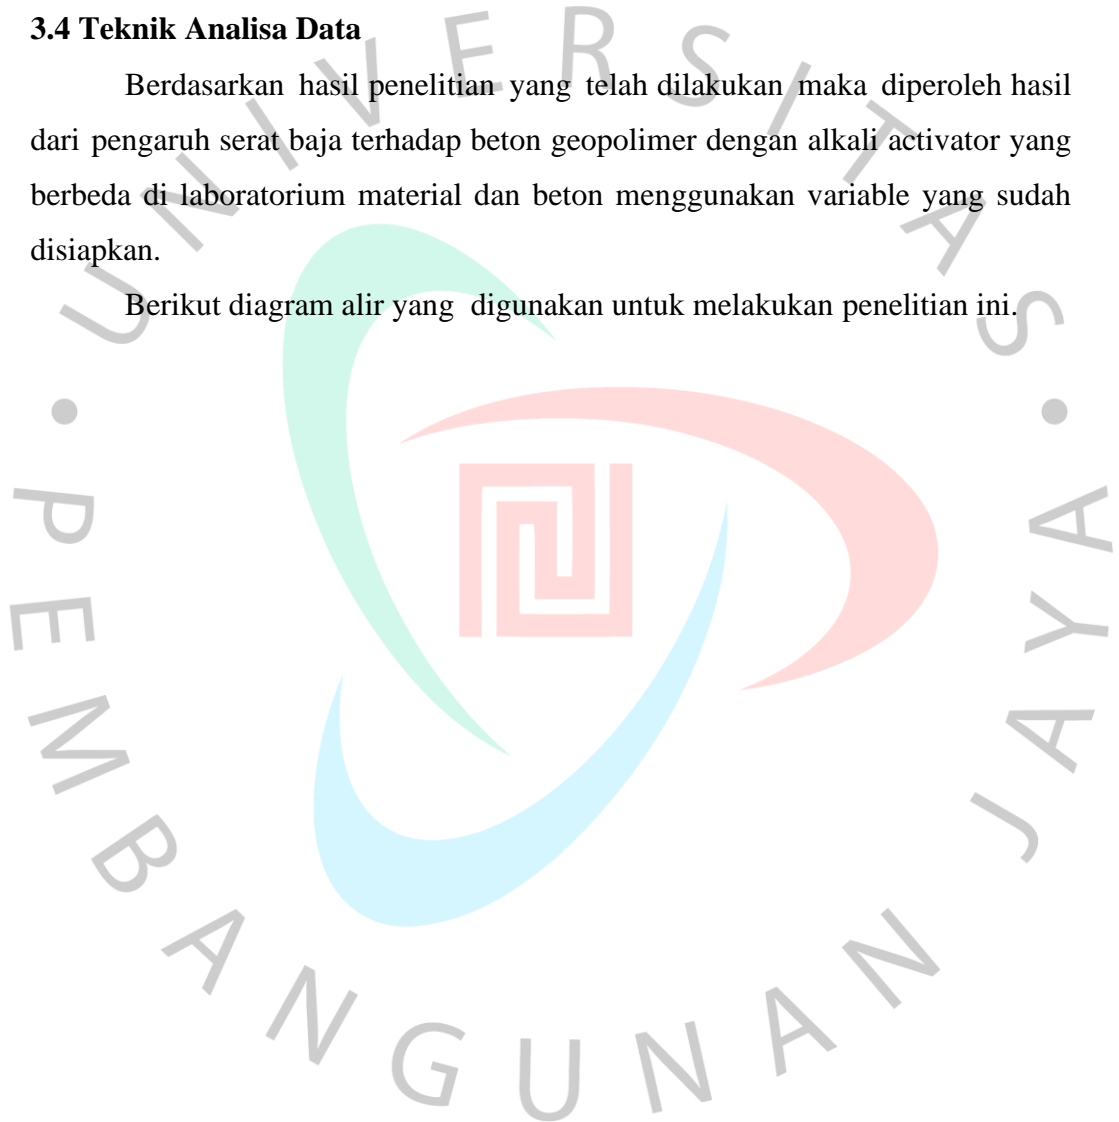 3.4 Teknik Analisa Data
Berdasarkan hasil penelitian yang telah dilakukan maka diperoleh hasil
dari pengaruh serat baja terhadap beton geopolimer dengan alkali activator yang
berbeda di laboratorium material dan beton menggunakan variable yang sudah
disiapkan.
Berikut diagram alir yang digunakan untuk melakukan penelitian ini.
UNIVERSITAS • PEMBANGUNAN JAYA •